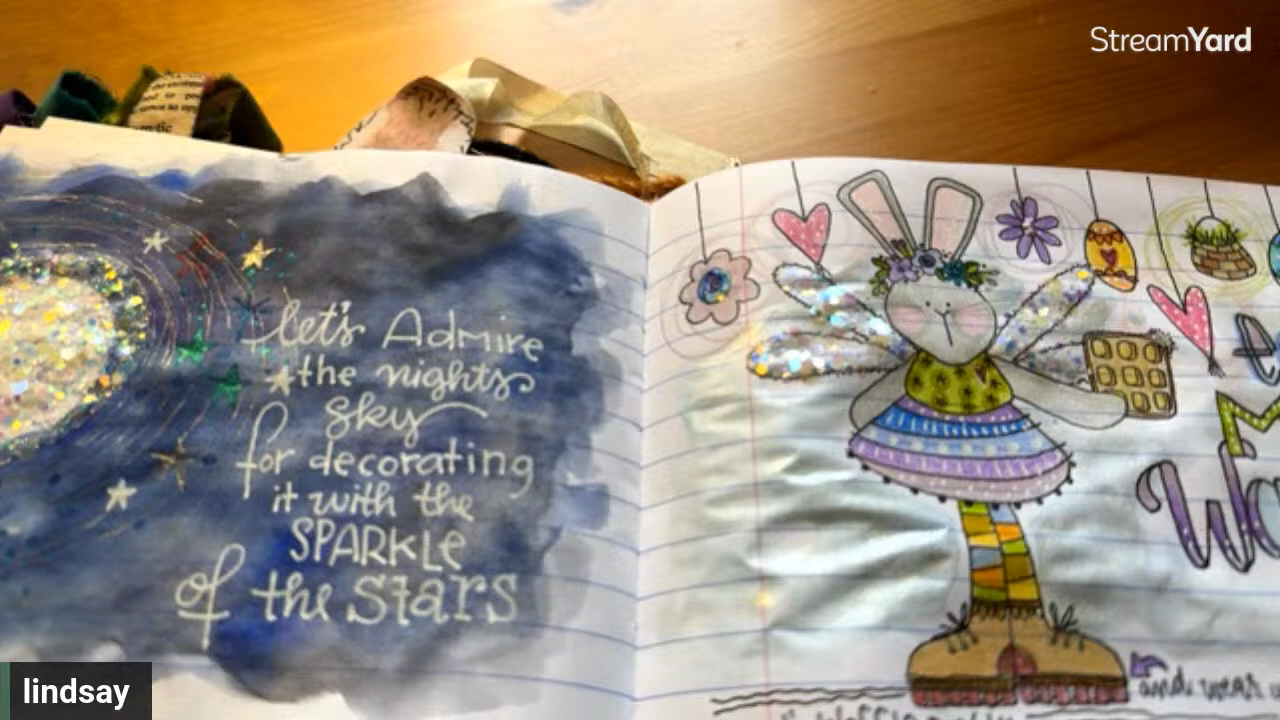 StreamYard
let's Admire
the nights
sky
for decorating
it with the
SPARKLE
of the stars
lindsay